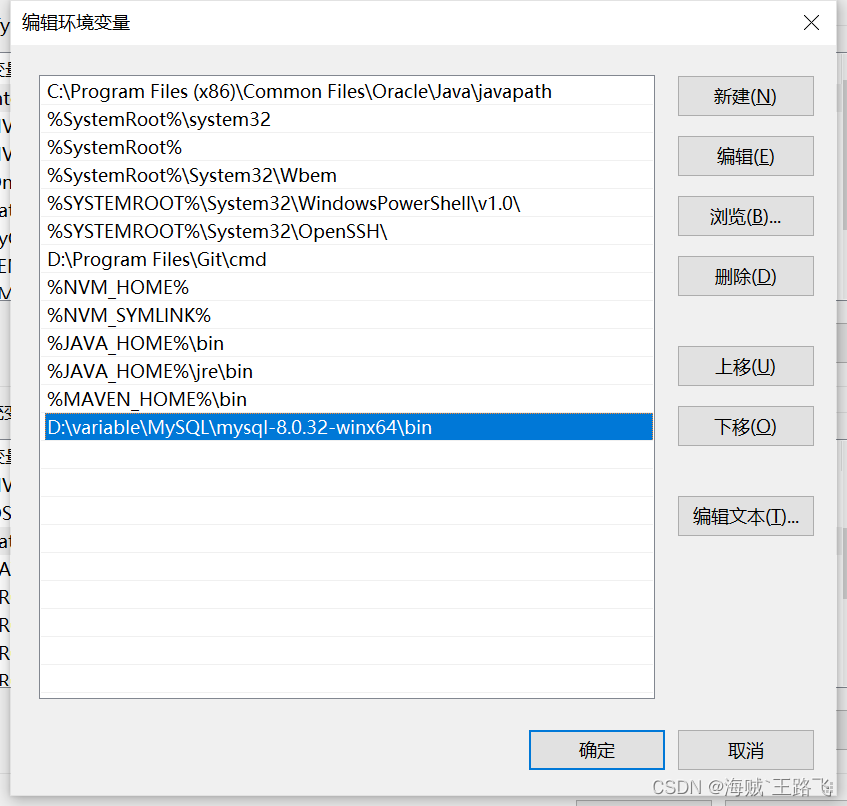 编辑环境变量
C:\Program Files (x86)\Common Files\Oracle\Java\javapath
%SystemRoot%\system32
%SystemRoot%
%SystemRoot%\System32\Wbem
%SYSTEMROOT%\System32\WindowsPowerShell\v1.0\
%SYSTEMROOT%\System32\OpenSSH\
D:\Program Files\Git\cmd
%NVM_HOME%
%NVM_SYMLINK%
%JAVA_HOME%\bin
%JAVA_HOME%\jre\bin
%MAVEN_HOME%\bin
D:\variable\MySQL\mysql-8.0.32-winx64\bin
新建(N)
编辑(E)
浏览(B)...
删除(D)
上移(U)
下移(O)
编辑文本(T)...
确定
取消
CSDN @海贼`王路飞